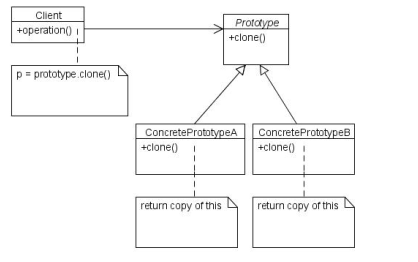 Client
+operation()
Prototype
+clone()
p = prototype.clone()
ConcretePrototypeA
+clone()
ConcretePrototypeB
+clone()
return copy of this
return copy of this